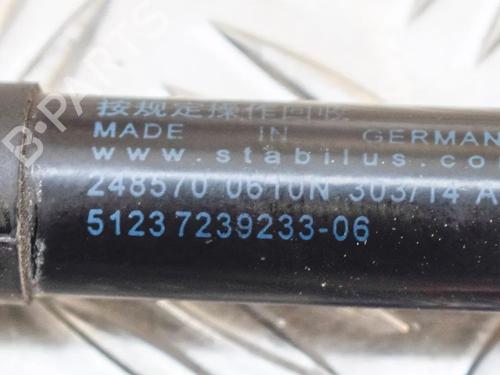 按规定操作回收
MADE IN GERMAN
www.stabilus.co
248570 0610N 303/14 A
51237239233-06
B-PARTS